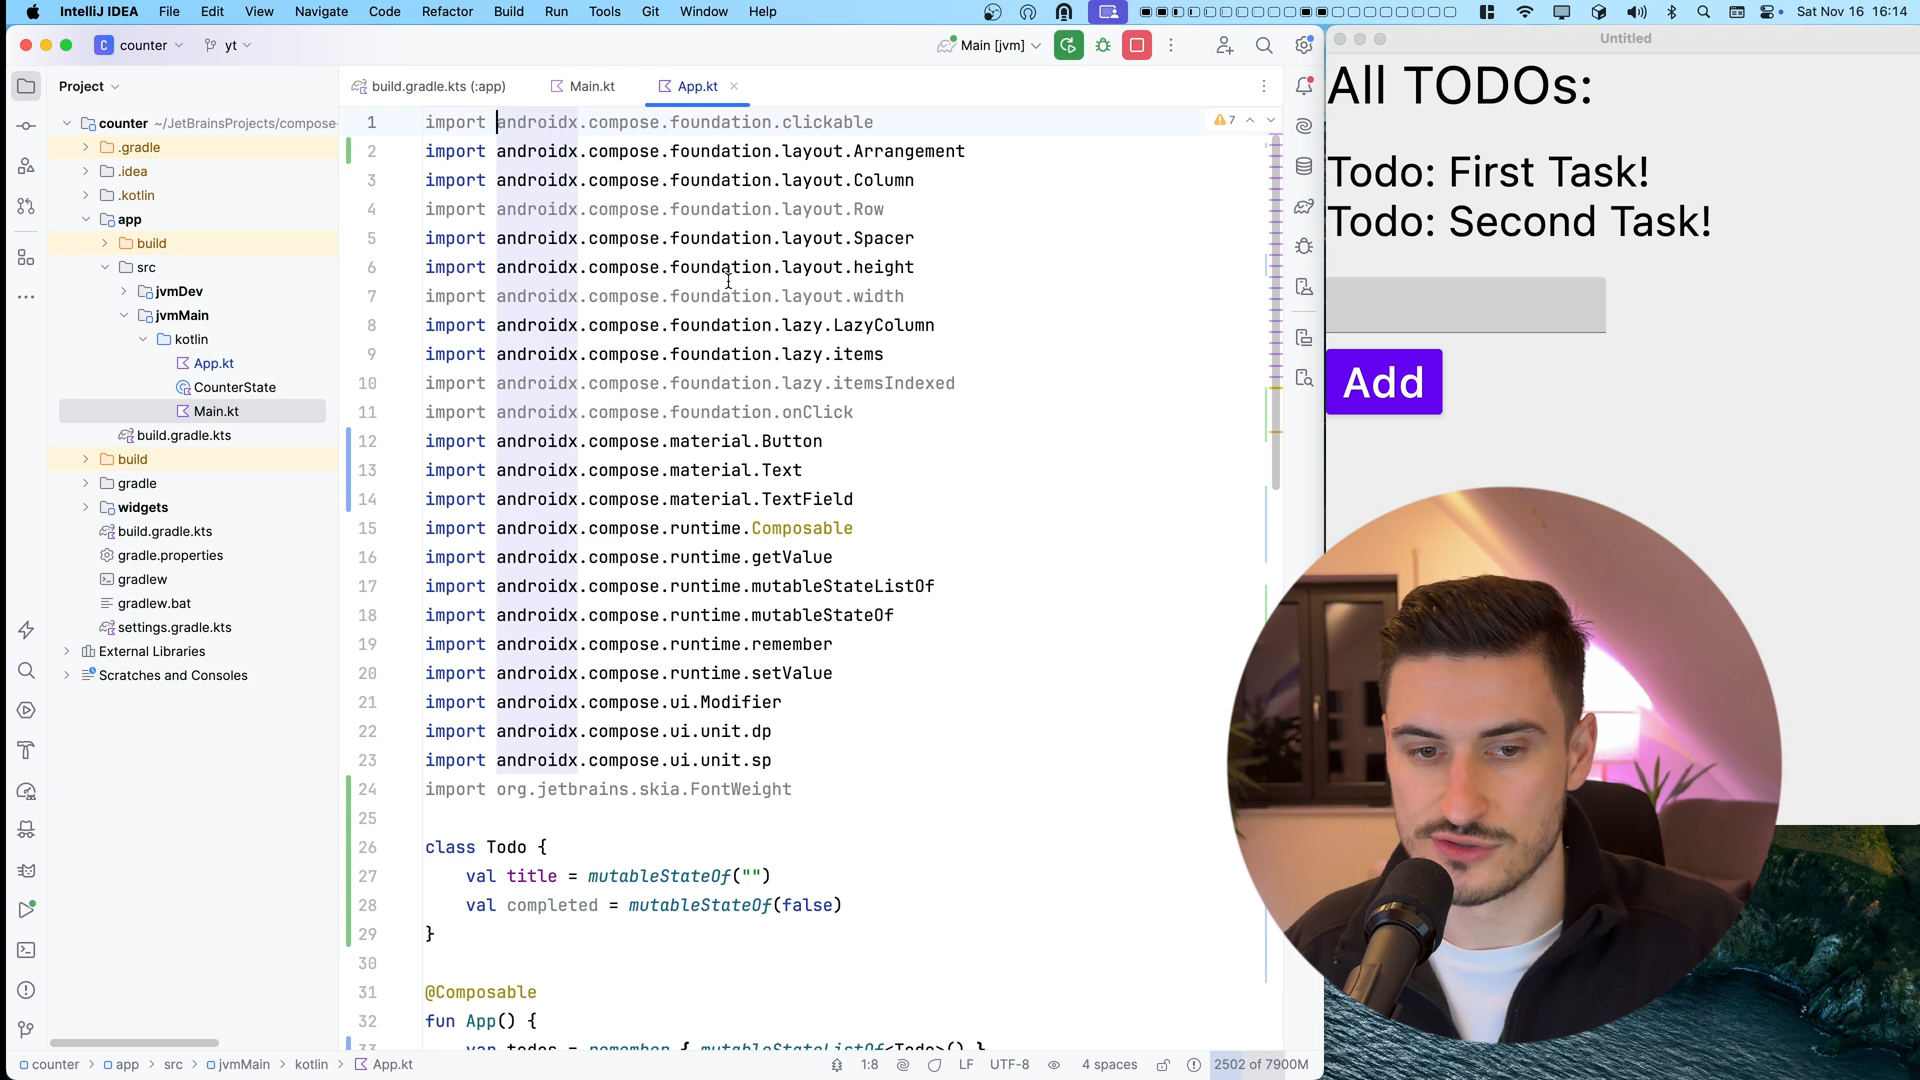 IntelliJ IDEA File Edit View Navigate Code Refactor Build Run Tools Git Window Help
Sat Nov 16 16:14
C counter yt
Main [jvm]
Untitled
Project
build.gradle.kts (:app) Main.kt App.kt
counter ~/JetBrainsProjects/compose-
.gradle
.idea
.kotlin
app
build
src
jvmDev
jvmMain
kotlin
App.kt
CounterState
Main.kt
build.gradle.kts
build
gradle
widgets
build.gradle.kts
gradle.properties
gradlew
gradlew.bat
settings.gradle.kts
External Libraries
Scratches and Consoles
7
1 import androidx.compose.foundation.clickable
2 import androidx.compose.foundation.layout.Arrangement
3 import androidx.compose.foundation.layout.Column
4 import androidx.compose.foundation.layout.Row
5 import androidx.compose.foundation.layout.Spacer
6 import androidx.compose.foundation.layout.height
7 import androidx.compose.foundation.layout.width
8 import androidx.compose.foundation.lazy.LazyColumn
9 import androidx.compose.foundation.lazy.items
10 import androidx.compose.foundation.lazy.itemsIndexed
11 import androidx.compose.foundation.onClick
12 import androidx.compose.material.Button
13 import androidx.compose.material.Text
14 import androidx.compose.material.TextField
15 import androidx.compose.runtime.Composable
16 import androidx.compose.runtime.getValue
17 import androidx.compose.runtime.mutableStateListOf
18 import androidx.compose.runtime.mutableStateOf
19 import androidx.compose.runtime.remember
20 import androidx.compose.runtime.setValue
21 import androidx.compose.ui.Modifier
22 import androidx.compose.ui.unit.dp
23 import androidx.compose.ui.unit.sp
24 import org.jetbrains.skia.FontWeight
25
26 class Todo {
27 val title = mutableStateOf("")
28 val completed = mutableStateOf(false)
29 }
30
31 @Composable
32 fun App() {
33 var todos = remember { mutableStateListOf<Todo>() }
All TODOs:
Todo: First Task!
Todo: Second Task!
Add
counter app src jvmMain kotlin App.kt
1:8 LF UTF-8 4 spaces 2502 of 7900M